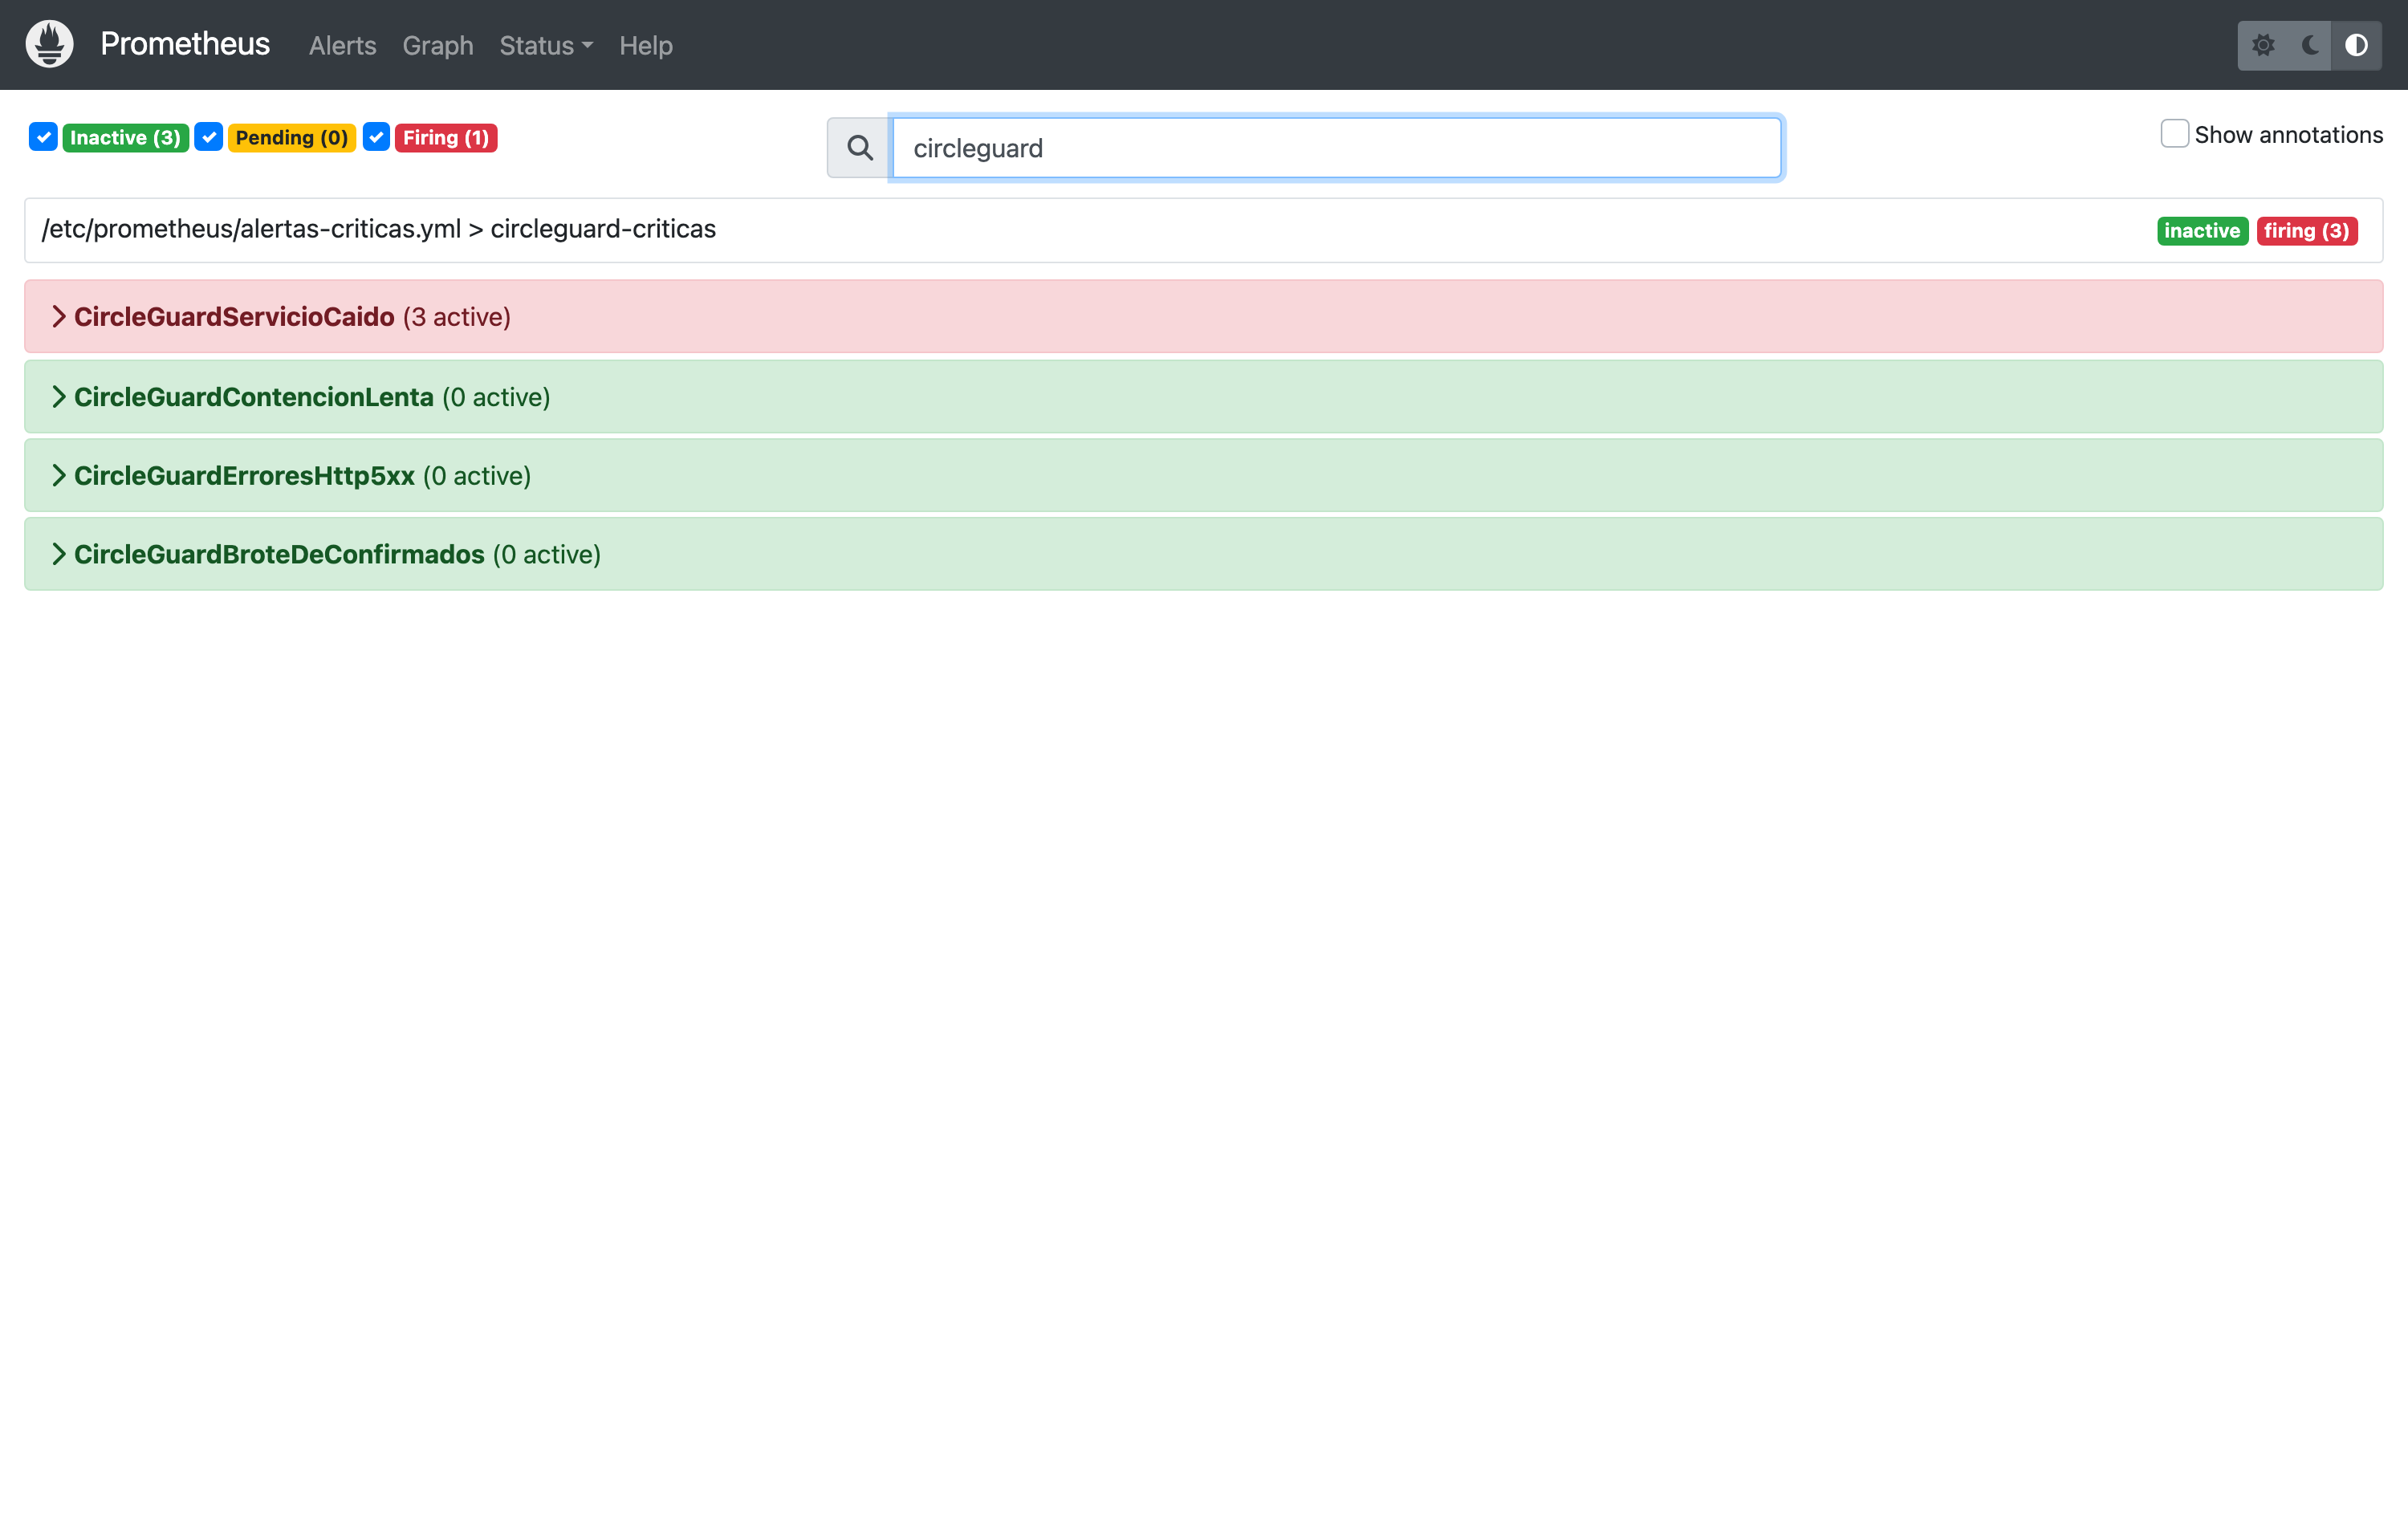 Prometheus Alerts Graph Status Help
Inactive (3) Pending (0) Firing (1) circleguard Show annotations
/etc/prometheus/alertas-criticas.yml > circleguard-criticas inactive firing (3)
CircleGuardServicioCaido (3 active)
CircleGuardContencionLenta (0 active)
CircleGuardErroresHttp5xx (0 active)
CircleGuardBroteDeConfirmados (0 active)